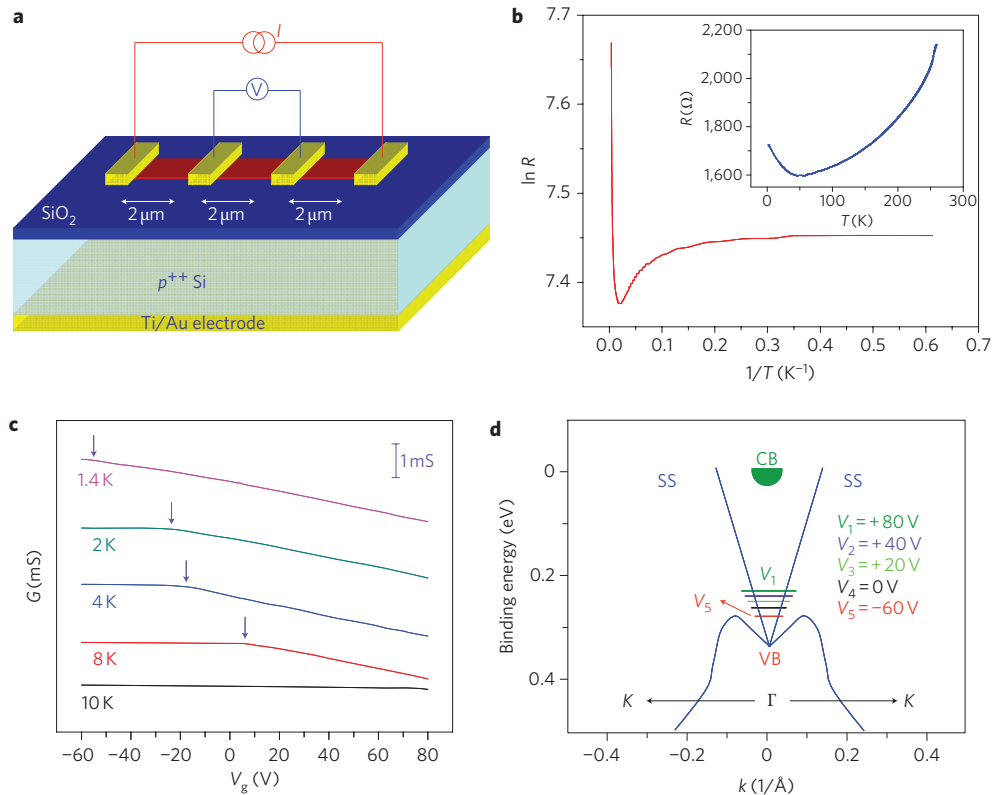 a
I
V
2 μm
2 μm
2 μm
SiO2
p++ Si
Ti/Au electrode
b
7.7
7.6
7.5
7.4
ln R
0.0 0.1 0.2 0.3 0.4 0.5 0.6 0.7
1/T (K−1)
2,200
2,000
1,800
1,600
R(Ω)
0 100 200 300
T(K)
c
1 mS
1.4 K
2 K
4 K
8 K
10 K
G (mS)
−60 −40 −20 0 20 40 60 80
Vg (V)
d
CB
SS
SS
V1 = +80 V
V2 = +40 V
V3 = +20 V
V4 = 0 V
V5 = −60 V
V1
V5
VB
K Γ K
0
0.2
0.4
Binding energy (eV)
−0.4 −0.2 0 0.2 0.4
k (1/Å)